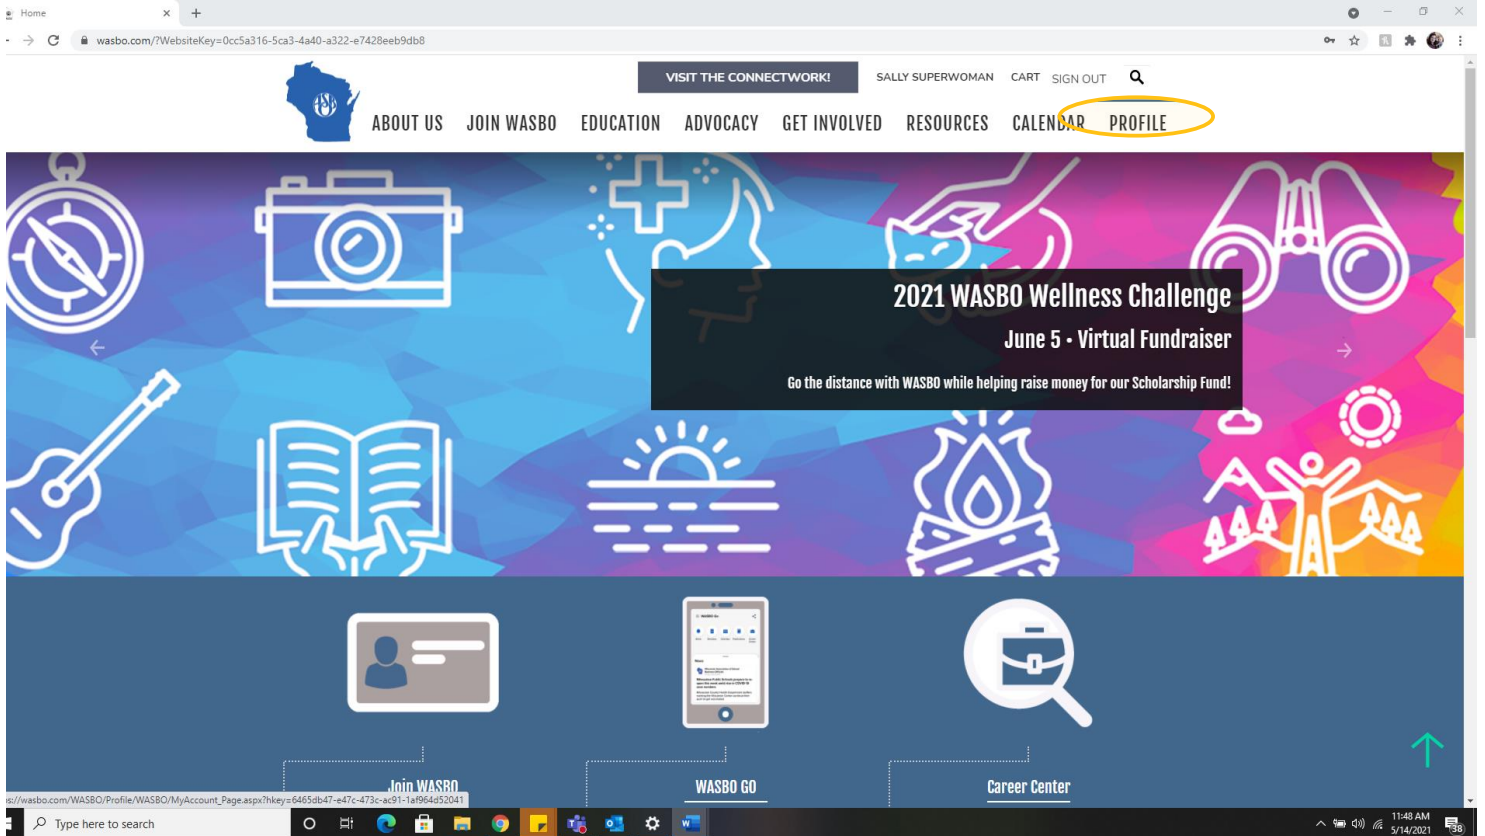 Home
wasbo.com/?WebsiteKey=0cc5a316-5ca3-4a40-a322-e7428eeb9db8
VISIT THE CONNECTWORK! SALLY SUPERWOMAN CART SIGN OUT
ABOUT US JOIN WASBO EDUCATION ADVOCACY GET INVOLVED RESOURCES CALENDAR PROFILE
2021 WASBO Wellness Challenge
June 5 • Virtual Fundraiser
Go the distance with WASBO while helping raise money for our Scholarship Fund!
WASBO Go
News
Join WASBO WASBO GO Career Center
s://wasbo.com/WASBO/Profile/WASBO/MyAccount_Page.aspx?hkey=6465db47-e47c-473c-ac91-1af964d52041
Type here to search
11:48 AM
5/14/2021
38